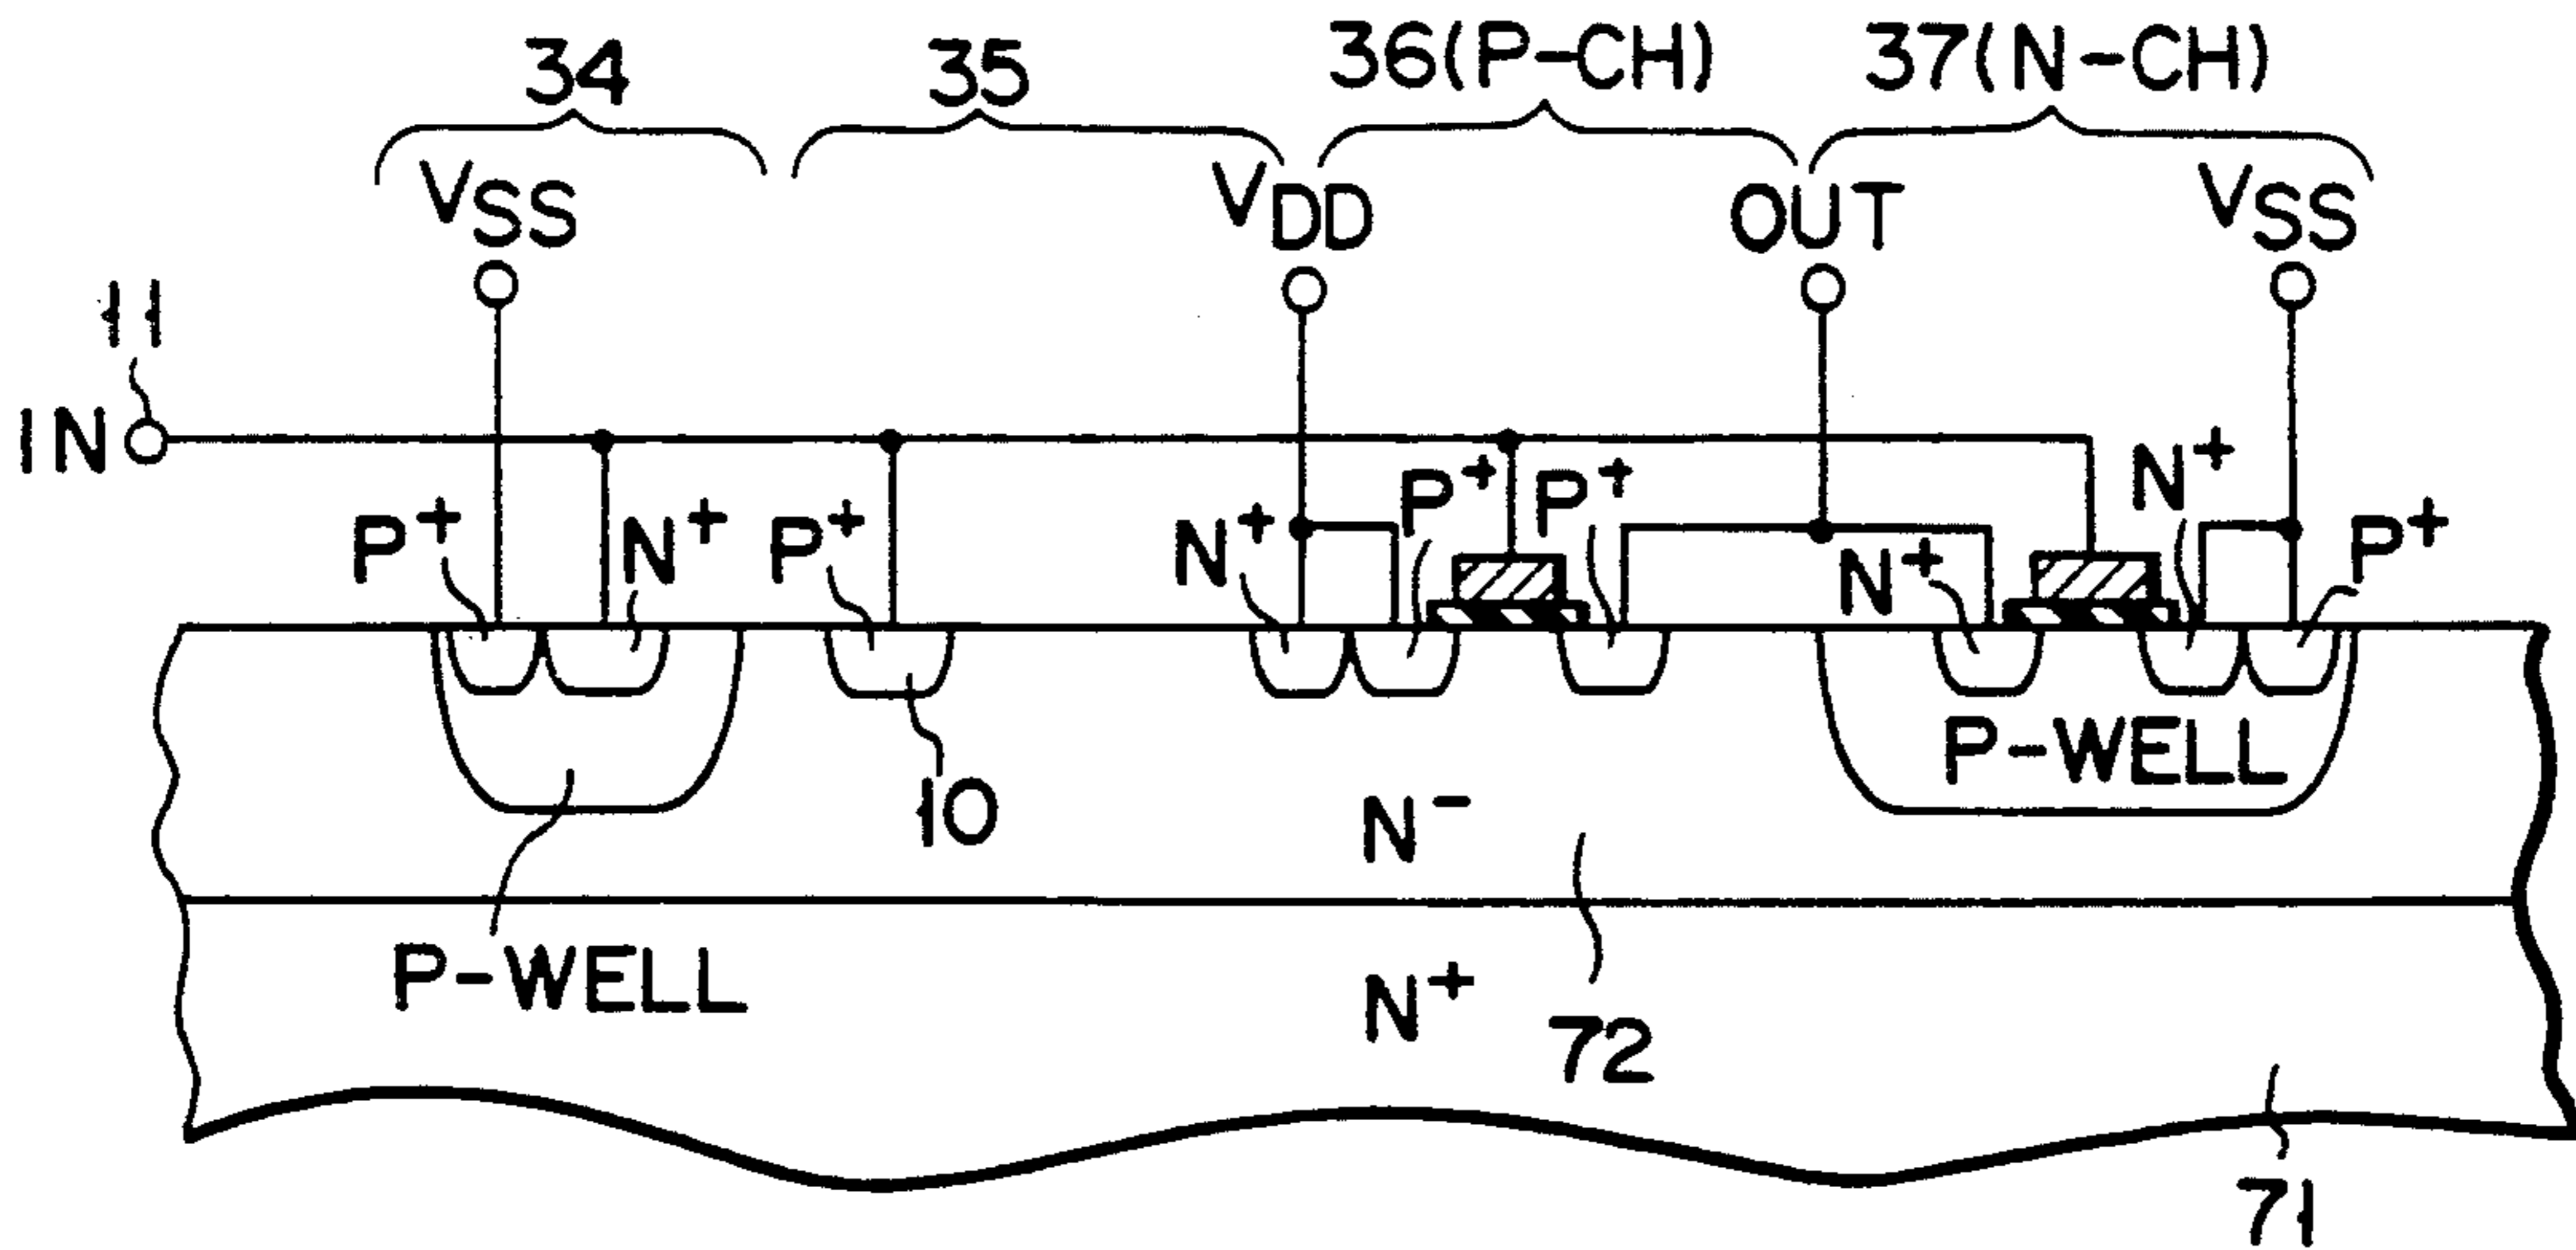 34 35 36(P-CH) 37(N-CH)
VSS VDD OUT VSS
11
IN
P+ N+ P+ N+ P+ P+ N+ N+ P+
10
P-WELL
N-
P-WELL
N+
72
71